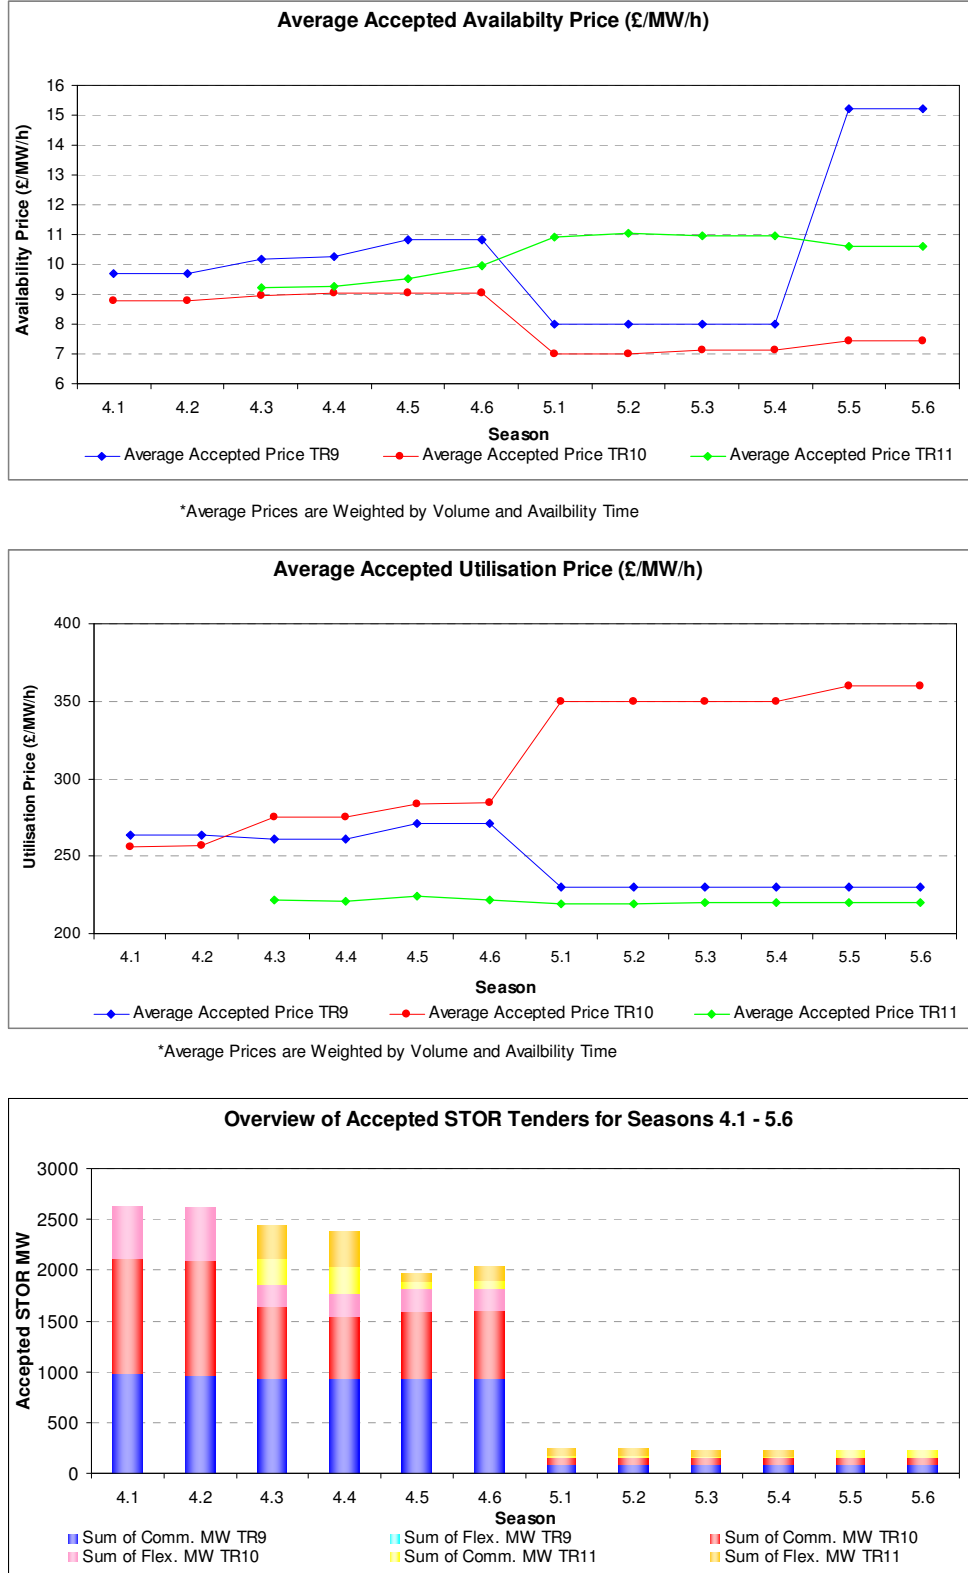 Average Accepted Availabilty Price (£/MW/h)
Availability Price (£/MW/h)
16
15
14
13
12
11
10
9
8
7
6
4.1 4.2 4.3 4.4 4.5 4.6 5.1 5.2 5.3 5.4 5.5 5.6
Season
Average Accepted Price TR9 Average Accepted Price TR10 Average Accepted Price TR11
*Average Prices are Weighted by Volume and Availbility Time
Average Accepted Utilisation Price (£/MW/h)
Utilisation Price (£/MW/h)
400
350
300
250
200
4.1 4.2 4.3 4.4 4.5 4.6 5.1 5.2 5.3 5.4 5.5 5.6
Season
Average Accepted Price TR9 Average Accepted Price TR10 Average Accepted Price TR11
*Average Prices are Weighted by Volume and Availbility Time
Overview of Accepted STOR Tenders for Seasons 4.1 - 5.6
Accepted STOR MW
3000
2500
2000
1500
1000
500
0
4.1 4.2 4.3 4.4 4.5 4.6 5.1 5.2 5.3 5.4 5.5 5.6
Season
Sum of Comm. MW TR9 Sum of Flex. MW TR9 Sum of Comm. MW TR10
Sum of Flex. MW TR10 Sum of Comm. MW TR11 Sum of Flex. MW TR11